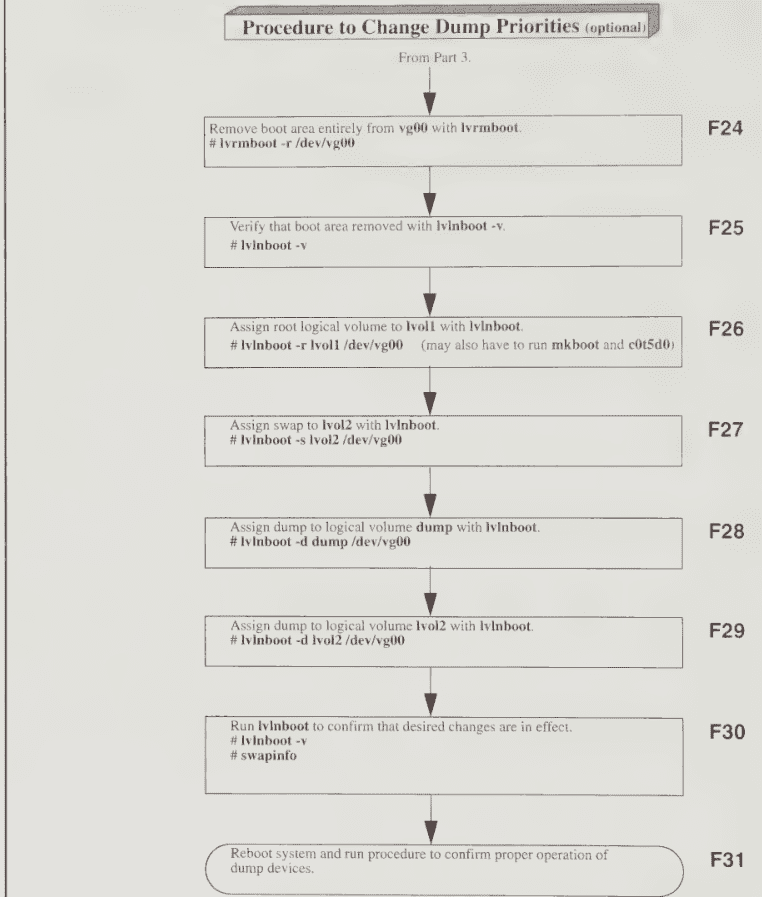 Procedure to Change Dump Priorities (optional)
From Part 3.
Remove boot area entirely from vg00 with lvrmboot.
# lvrmboot -r /dev/vg00
F24
Verify that boot area removed with lvlnboot -v.
# lvlnboot -v
F25
Assign root logical volume to lvol1 with lvlnboot.
# lvlnboot -r lvol1 /dev/vg00 (may also have to run mkboot and c0t5d0)
F26
Assign swap to lvol2 with lvlnboot.
# lvlnboot -s lvol2 /dev/vg00
F27
Assign dump to logical volume dump with lvlnboot.
# lvlnboot -d dump /dev/vg00
F28
Assign dump to logical volume lvol2 with lvlnboot.
# lvlnboot -d lvol2 /dev/vg00
F29
Run lvlnboot to confirm that desired changes are in effect.
# lvlnboot -v
# swapinfo
F30
Reboot system and run procedure to confirm proper operation of
dump devices.
F31